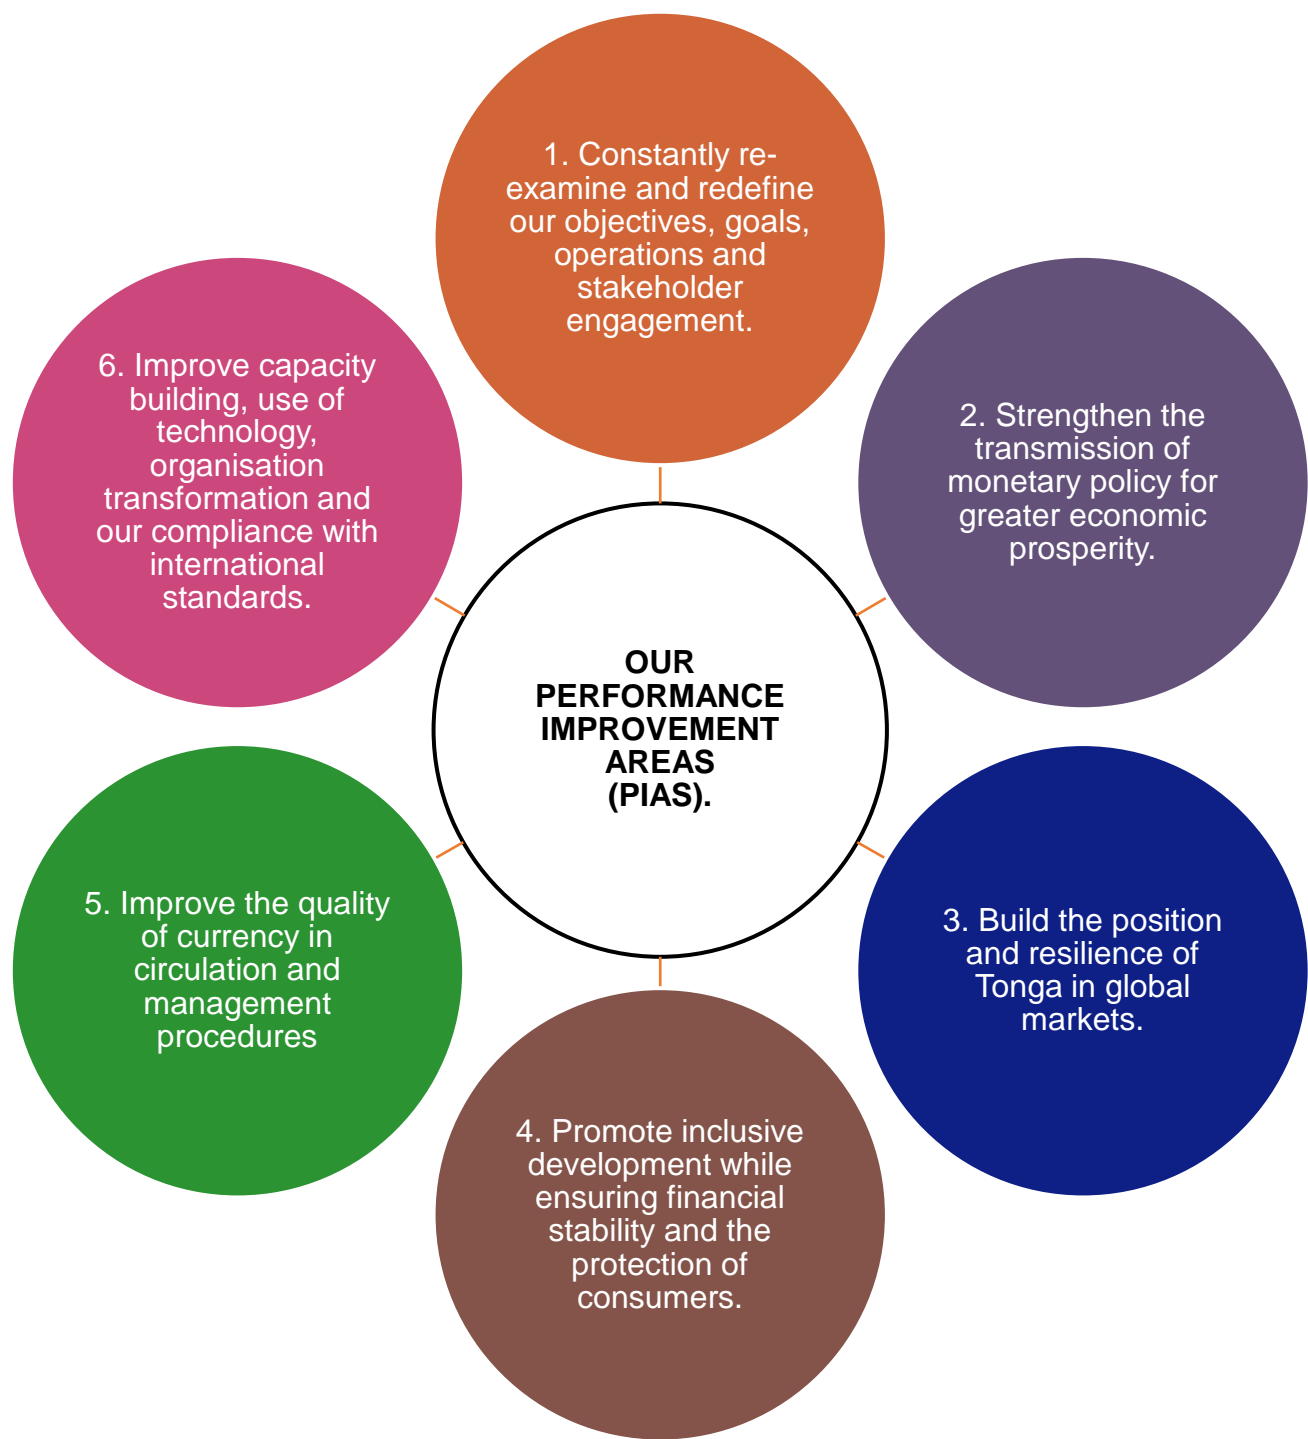 1. Constantly re-
examine and redefine
our objectives, goals,
operations and
stakeholder
engagement.
2. Strengthen the
transmission of
monetary policy for
greater economic
prosperity.
3. Build the position
and resilience of
Tonga in global
markets.
4. Promote inclusive
development while
ensuring financial
stability and the
protection of
consumers.
5. Improve the quality
of currency in
circulation and
management
procedures
6. Improve capacity
building, use of
technology,
organisation
transformation and
our compliance with
international
standards.
OUR
PERFORMANCE
IMPROVEMENT
AREAS
(PIAS).